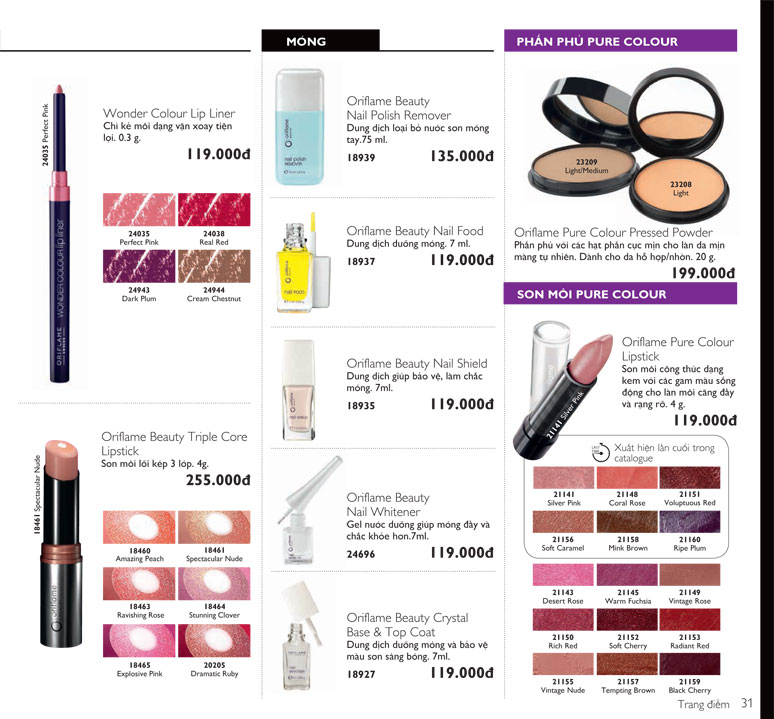 24035 Perfect Pink
WONDER COLOUR lip liner
ORIFLAME
Wonder Colour Lip Liner
Chì kẻ môi dạng vặn xoay tiện
lợi. 0.3 g.
119.000đ
24035
Perfect Pink
24038
Real Red
24943
Dark Plum
24944
Cream Chestnut
18461 Spectacular Nude
Oriflame Beauty Triple Core
Lipstick
Son môi lõi kép 3 lớp. 4g.
255.000đ
18460
Amazing Peach
18461
Spectacular Nude
18463
Ravishing Rose
18464
Stunning Clover
18465
Explosive Pink
20205
Dramatic Ruby
MÓNG
oriflame
nail polish
REMOVER
Oriflame Beauty
Nail Polish Remover
Dung dịch loại bỏ nước sơn móng
tay.75 ml.
18939
135.000đ
NAIL FOOD
Oriflame Beauty Nail Food
Dung dịch dưỡng móng. 7 ml.
18937
119.000đ
NAIL SHIELD
Oriflame Beauty Nail Shield
Dung dịch giúp bảo vệ, làm chắc
móng. 7ml.
18935
119.000đ
Oriflame Beauty
Nail Whitener
Gel nước dưỡng giúp móng đầy và
chắc khỏe hơn.7ml.
24696
119.000đ
Oriflame Beauty Crystal
Base & Top Coat
Dung dịch dưỡng móng và bảo vệ
màu sơn sáng bóng. 7ml.
18927
119.000đ
PHẤN PHỦ PURE COLOUR
23209
Light/Medium
23208
Light
Oriflame Pure Colour Pressed Powder
Phấn phủ với các hạt phấn cực mịn cho làn da mịn
màng tự nhiên. Dành cho da hỗ hợp/nhờn. 20 g.
199.000đ
SON MÔI PURE COLOUR
21141 Silver Pink
Oriflame Pure Colour
Lipstick
Son môi công thức dạng
kem với các gam màu sống
động cho làn môi căng đầy
và rạng rỡ. 4 g.
119.000đ
Xuất hiện lần cuối trong
catalogue
21141
Silver Pink
21148
Coral Rose
21151
Voluptuous Red
21156
Soft Caramel
21158
Mink Brown
21160
Ripe Plum
21143
Desert Rose
21145
Warm Fuchsia
21149
Vintage Rose
21150
Rich Red
21152
Soft Cherry
21153
Radiant Red
21155
Vintage Nude
21157
Tempting Brown
21159
Black Cherry
Trang điểm 31